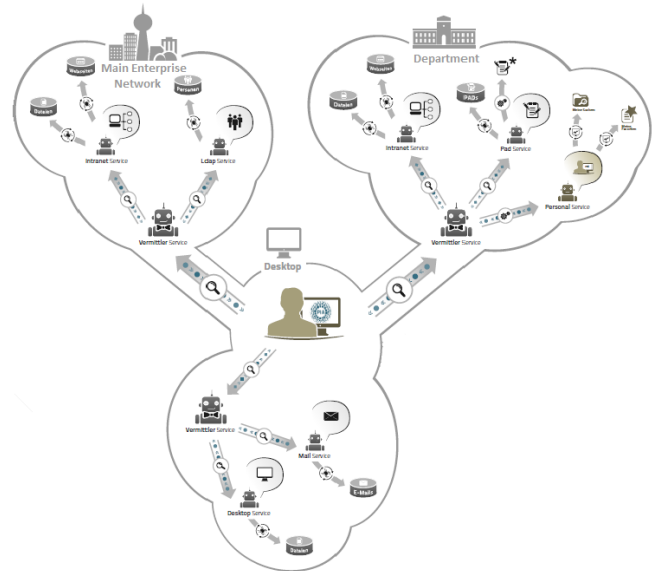 Main Enterprise
Network
Webseiten
Personen
Dateien
Intranet Service
Ldap Service
Vermittler Service
Department
Webseiten
Dateien
PADs
*
Intranet Service
Pad Service
Personal Service
Vermittler Service
Desktop
Vermittler Service
Mail Service
E-Mails
Desktop Service
Dateien